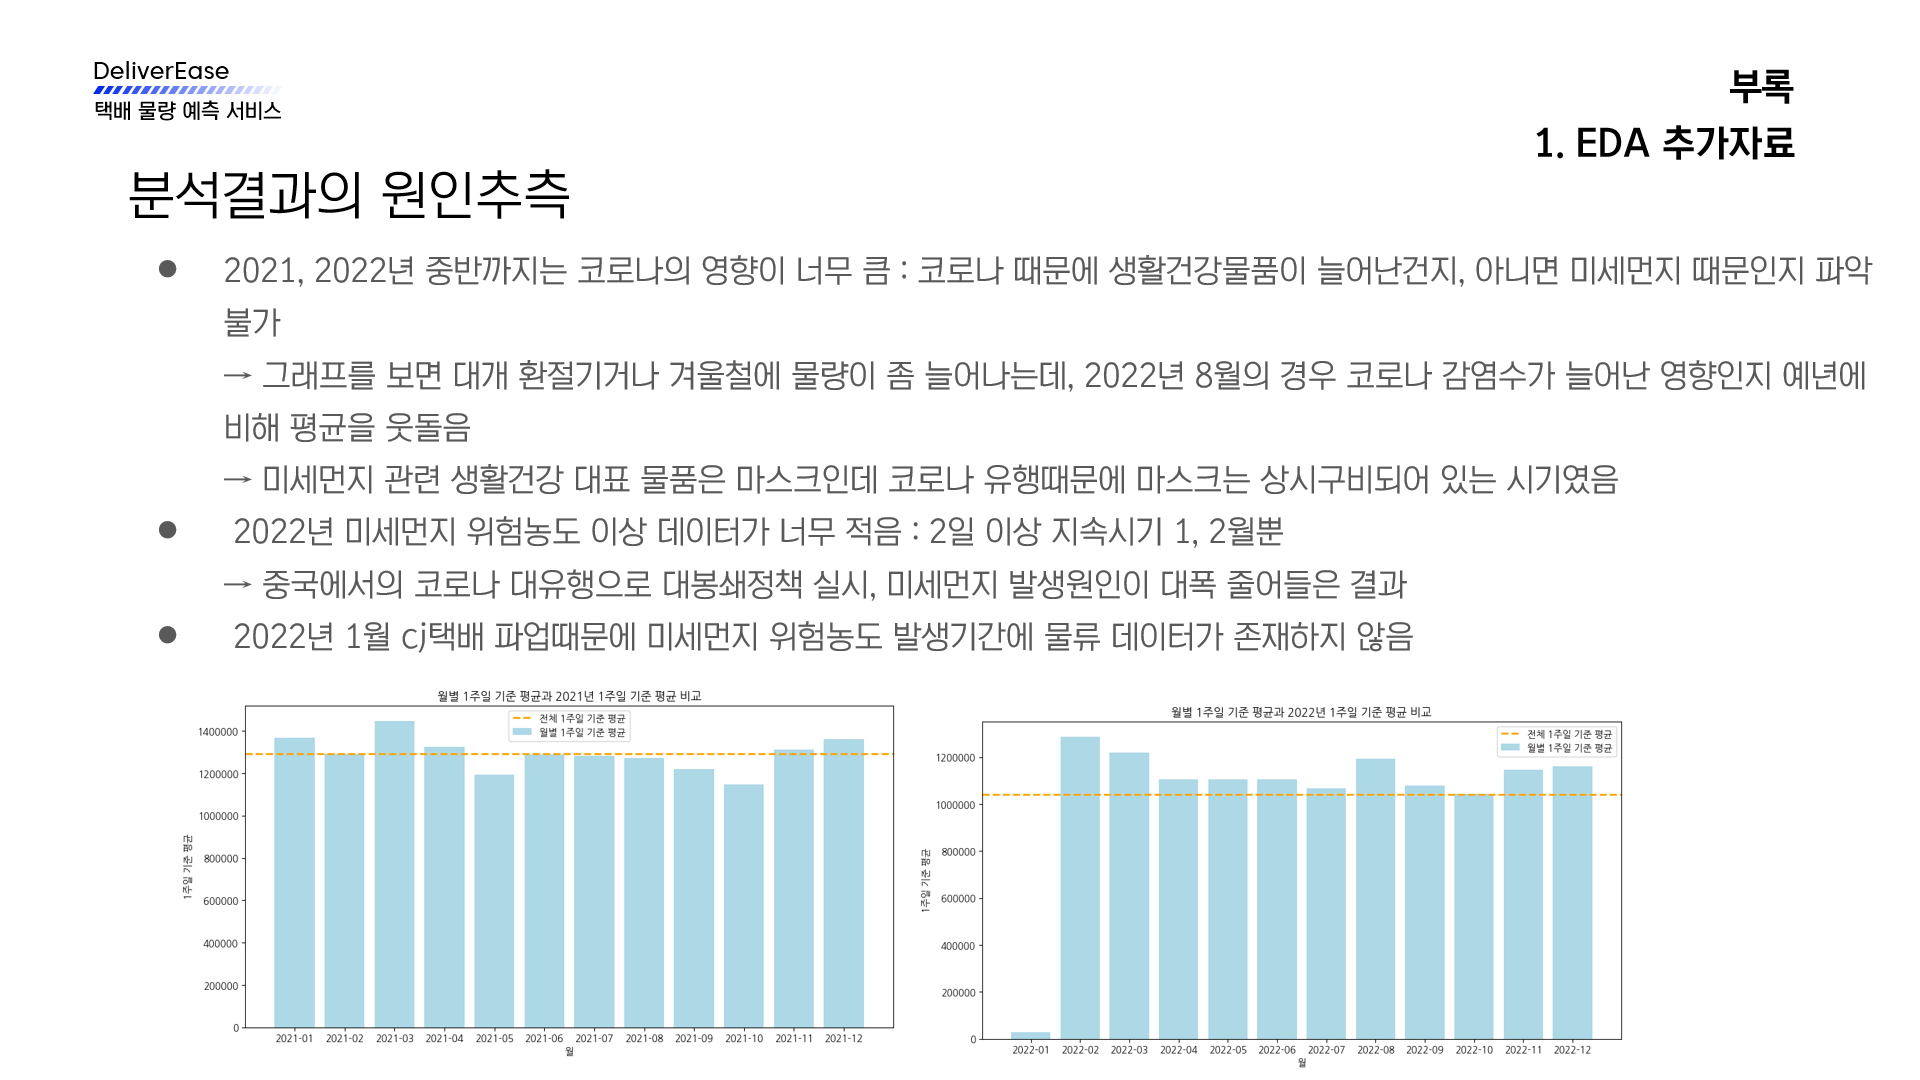 DeliverEase
택배 물량 예측 서비스
부록
1. EDA 추가자료
분석결과의 원인추측
● 2021, 2022년 중반까지는 코로나의 영향이 너무 큼 : 코로나 때문에 생활건강물품이 늘어난건지, 아니면 미세먼지 때문인지 파악
불가
→ 그래프를 보면 대개 환절기거나 겨울철에 물량이 좀 늘어나는데, 2022년 8월의 경우 코로나 감염수가 늘어난 영향인지 예년에
비해 평균을 웃돌음
→ 미세먼지 관련 생활건강 대표 물품은 마스크인데 코로나 유행때문에 마스크는 상시구비되어 있는 시기였음
● 2022년 미세먼지 위험농도 이상 데이터가 너무 적음 : 2일 이상 지속시기 1, 2월뿐
→ 중국에서의 코로나 대유행으로 대봉쇄정책 실시, 미세먼지 발생원인이 대폭 줄어들은 결과
● 2022년 1월 cj택배 파업때문에 미세먼지 위험농도 발생기간에 물류 데이터가 존재하지 않음
월별 1주일 기준 평균과 2021년 1주일 기준 평균 비교
전체 1주일 기준 평균
월별 1주일 기준 평균
1400000
1200000
1000000
800000
600000
400000
200000
0
1주일 기준 평균
2021-01 2021-02 2021-03 2021-04 2021-05 2021-06 2021-07 2021-08 2021-09 2021-10 2021-11 2021-12
월
월별 1주일 기준 평균과 2022년 1주일 기준 평균 비교
전체 1주일 기준 평균
월별 1주일 기준 평균
1200000
1000000
800000
600000
400000
200000
0
1주일 기준 평균
2022-01 2022-02 2022-03 2022-04 2022-05 2022-06 2022-07 2022-08 2022-09 2022-10 2022-11 2022-12
월